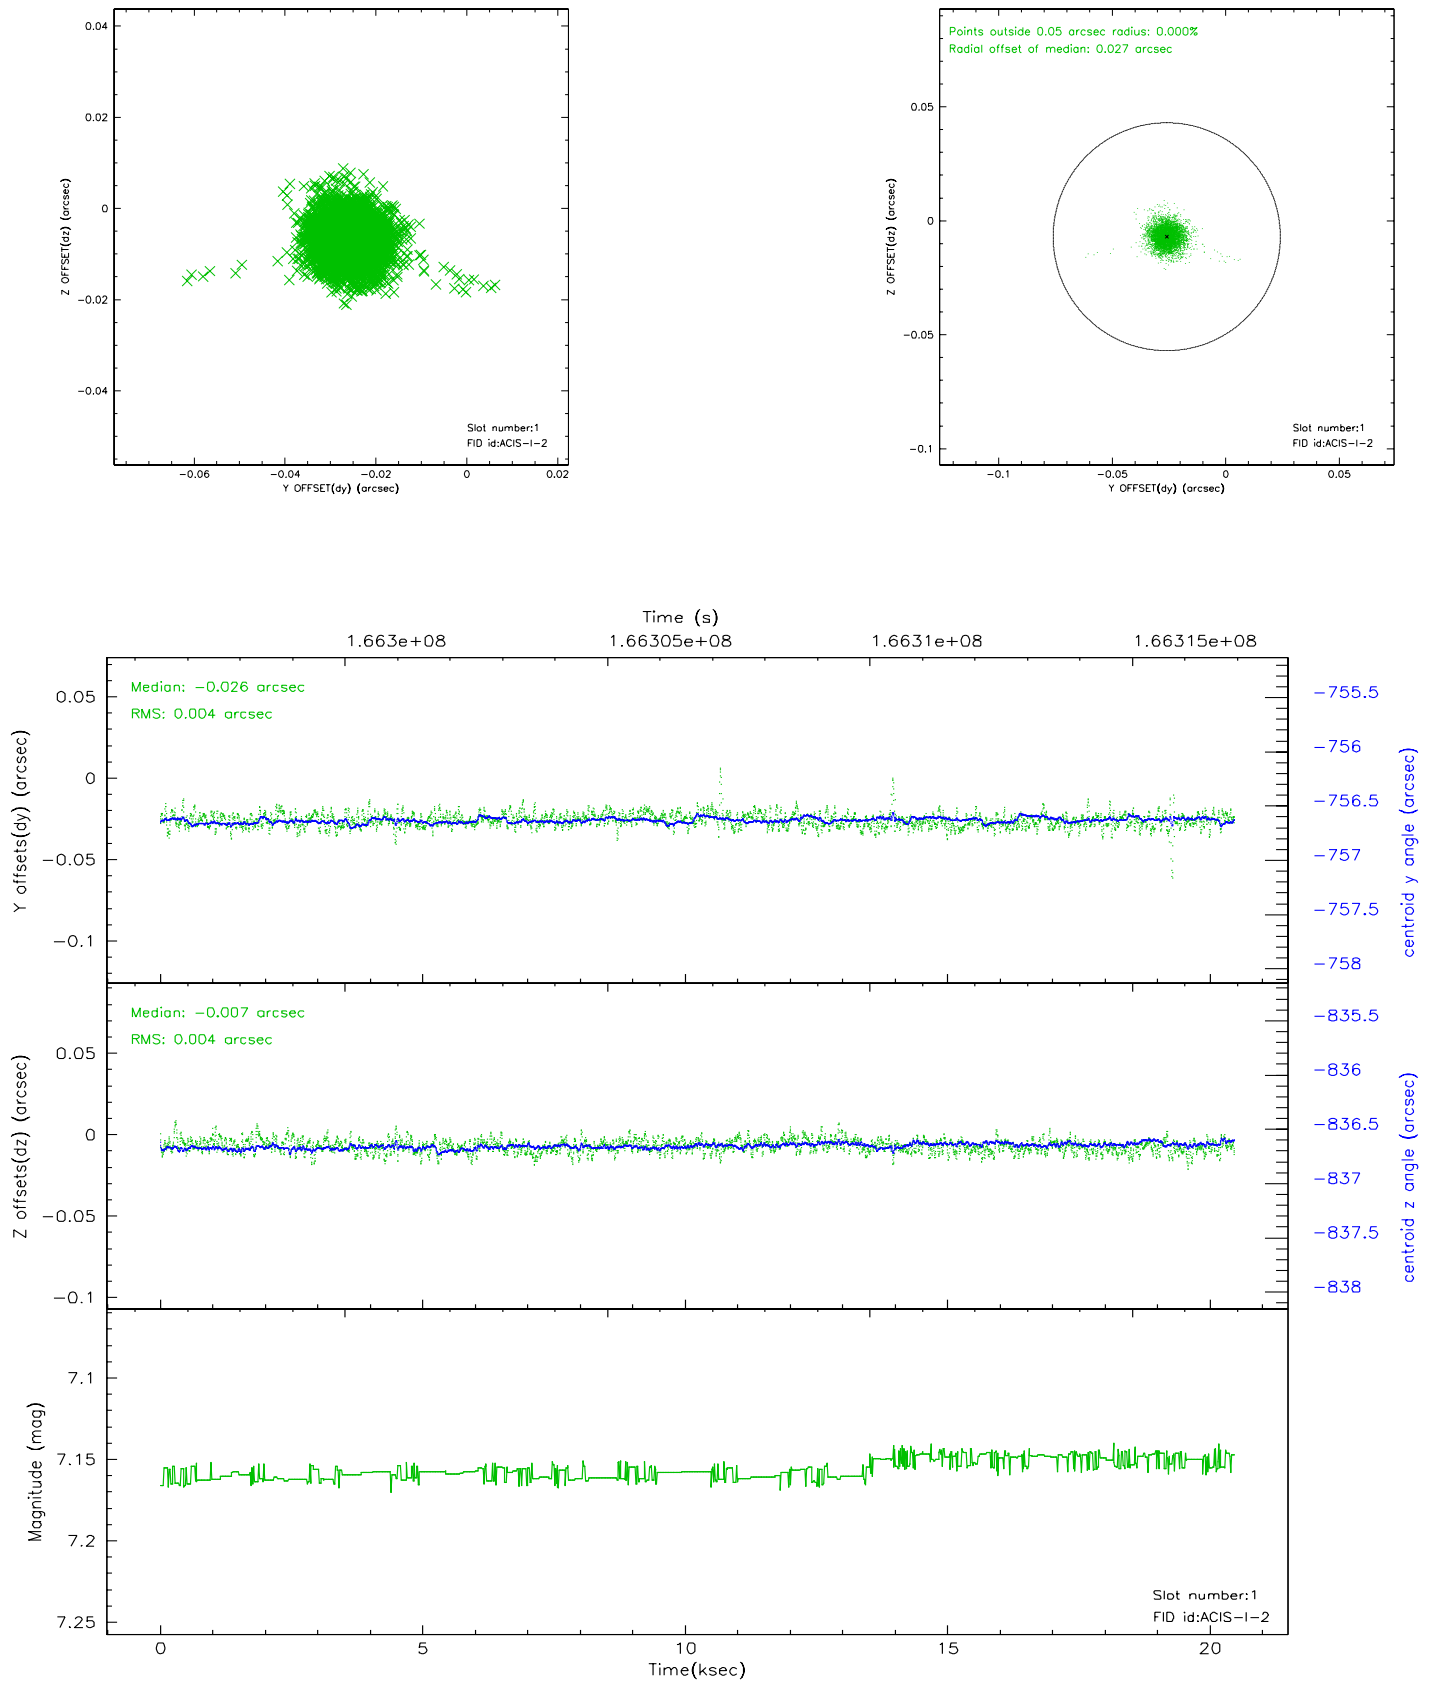 0.04
0.02
0
−0.02
−0.04
Z OFFSET(dz) (arcsec)
Slot number:1
FID id:ACIS−I−2
−0.06
−0.04
−0.02
0
0.02
Y OFFSET(dy) (arcsec)
Points outside 0.05 arcsec radius: 0.000%
Radial offset of median: 0.027 arcsec
0.05
0
−0.05
−0.1
Z OFFSET(dz) (arcsec)
Slot number:1
FID id:ACIS−I−2
−0.1
−0.05
0
0.05
Y OFFSET(dy) (arcsec)
Time (s)
1.663e+08
1.66305e+08
1.6631e+08
1.66315e+08
Median: −0.026 arcsec
RMS: 0.004 arcsec
0.05
0
−0.05
−0.1
Y offsets(dy) (arcsec)
−755.5
−756
−756.5
−757
−757.5
−758
centroid y angle (arcsec)
Median: −0.007 arcsec
RMS: 0.004 arcsec
0.05
0
−0.05
−0.1
Z offsets(dz) (arcsec)
−835.5
−836
−836.5
−837
−837.5
−838
centroid z angle (arcsec)
7.1
7.15
7.2
7.25
Magnitude (mag)
Slot number:1
FID id:ACIS−I−2
0
5
10
15
20
Time(ksec)